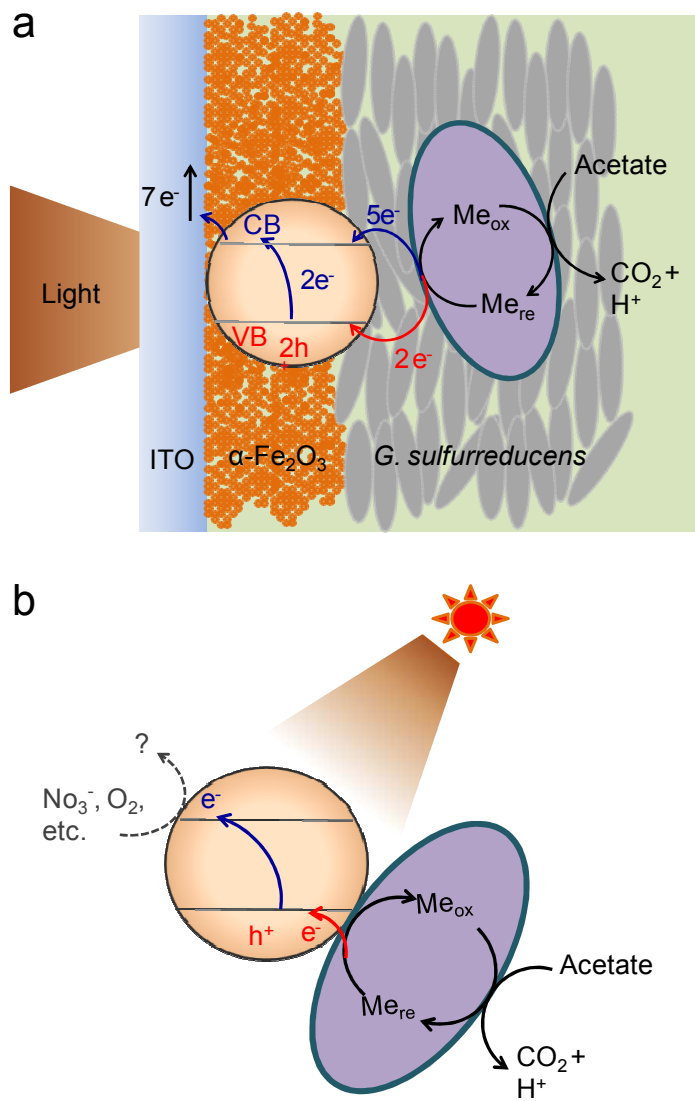 a
7 e⁻
CB
5e⁻
Meox
Acetate
Light
2e⁻
CO2 +
H⁺
Mere
VB
2h
2 e⁻
ITO
α-Fe2O3
G. sulfurreducens
b
?
No3⁻, O2,
etc.
e⁻
h⁺
e⁻
Meox
Acetate
Mere
CO2 +
H⁺